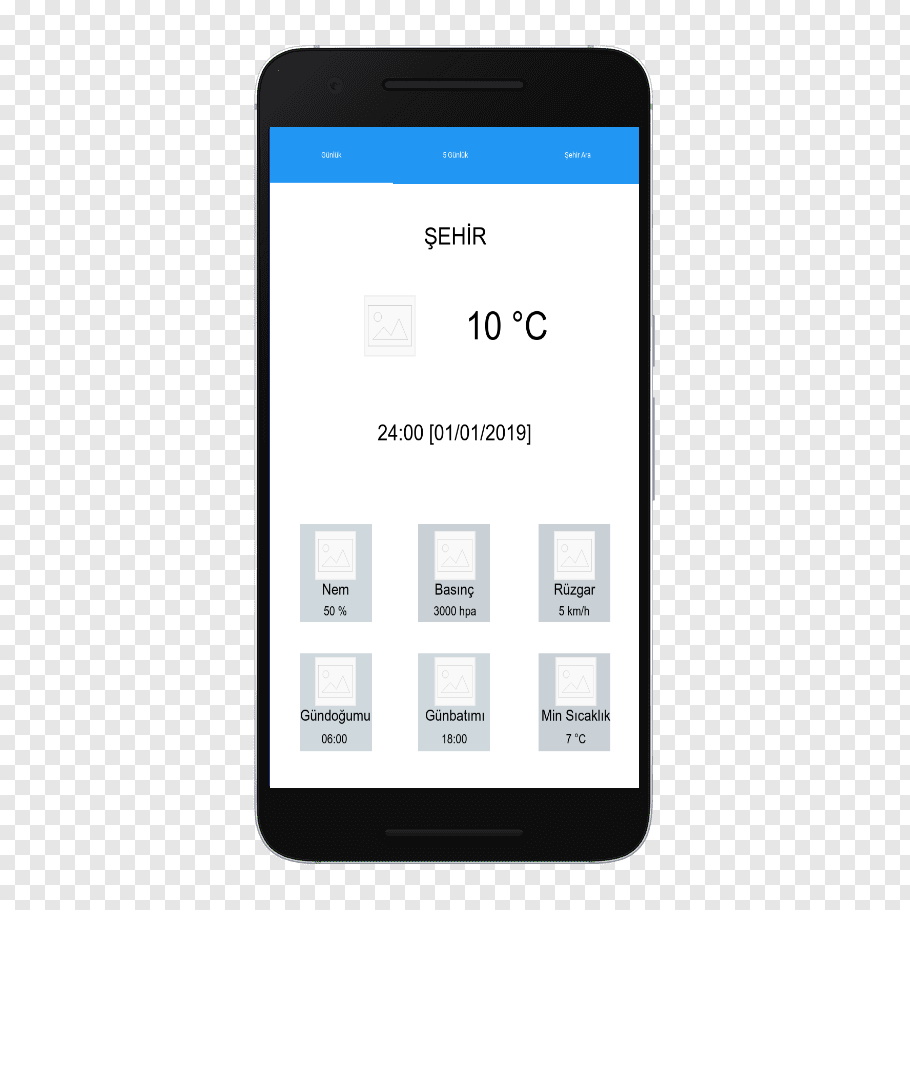 Günlük
5 Günlük
Şehir Ara
ŞEHİR
10 °C
24:00 [01/01/2019]
Nem
50 %
Basınç
3000 hpa
Rüzgar
5 km/h
Gündoğumu
06:00
Günbatımı
18:00
Min Sıcaklık
7 °C